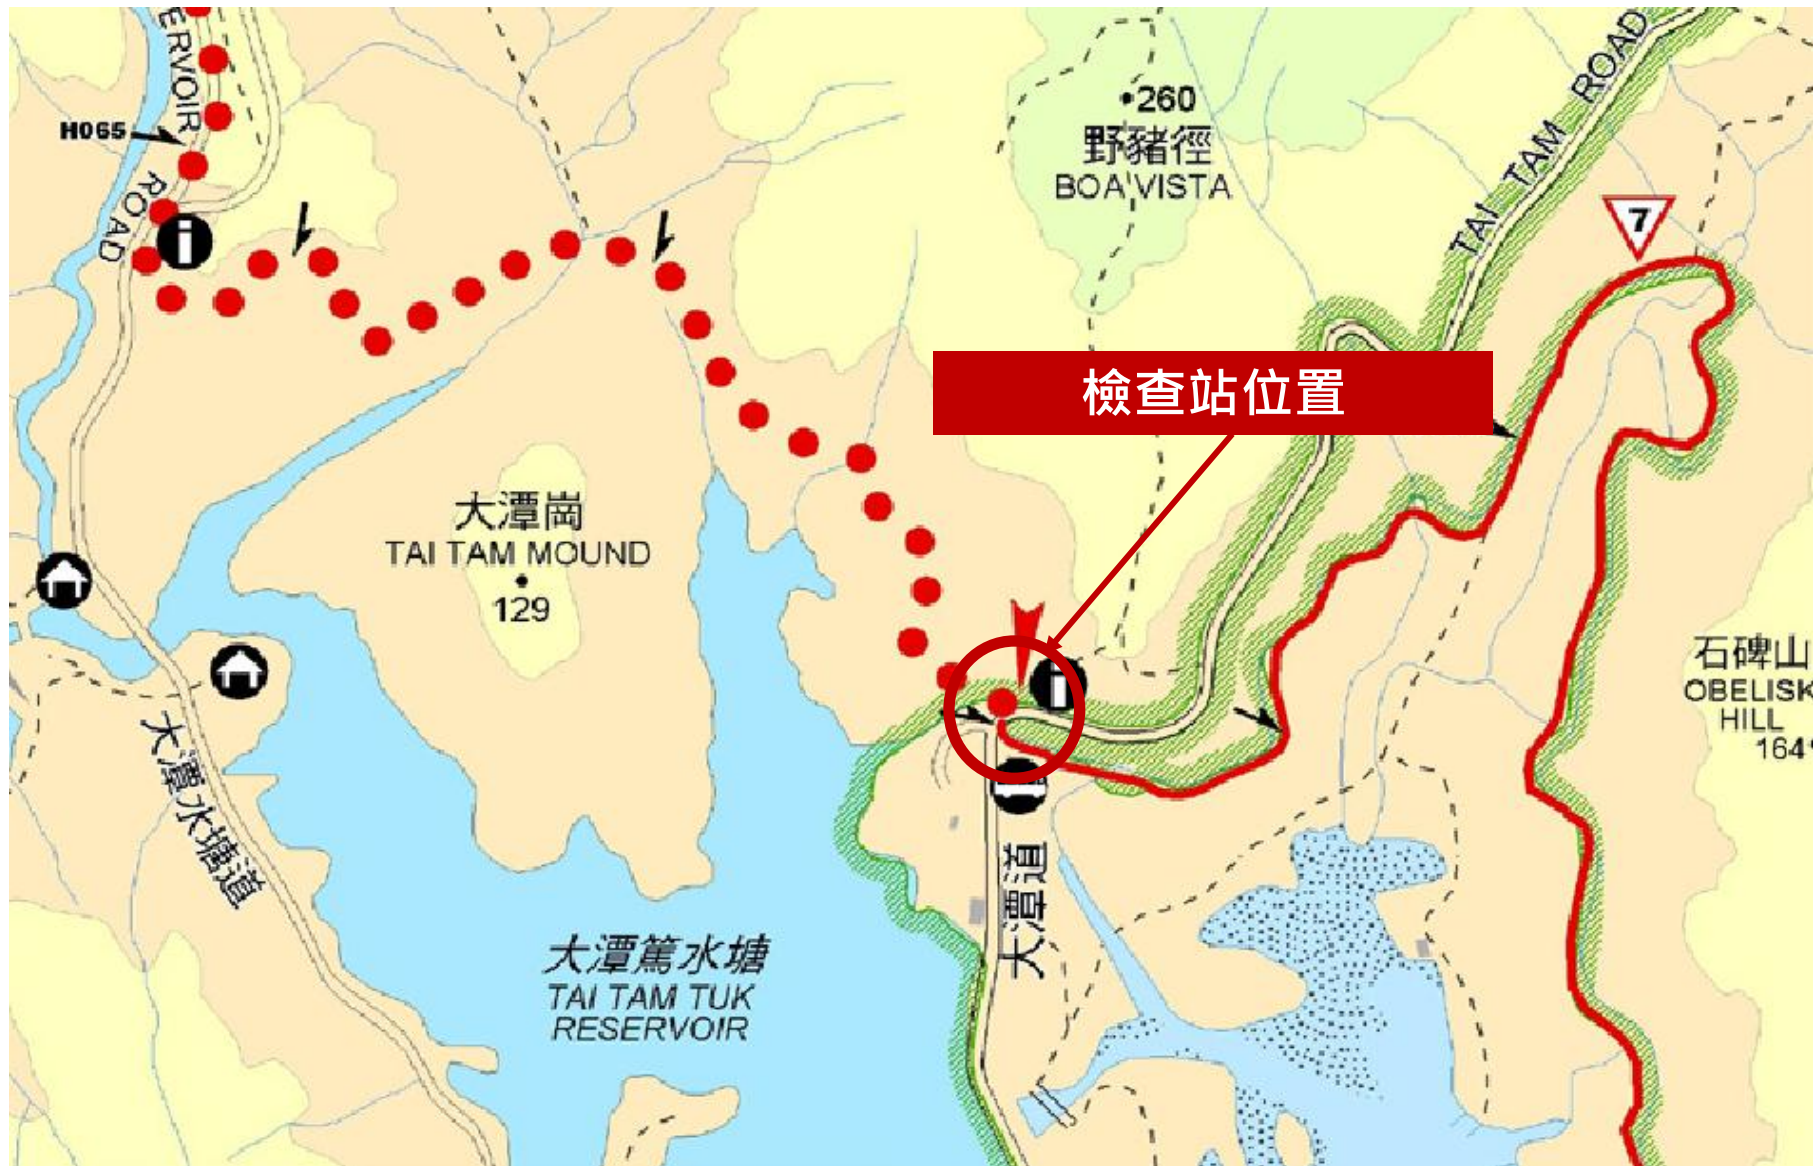 ERVOIR
ROAD
H065
260
野豬徑
BOA VISTA
TAI TAM ROAD
7
檢查站位置
大潭崗
TAI TAM MOUND
129
石碑山
OBELISK
HILL
164
大潭水塘道
大潭道
大潭篤水塘
TAI TAM TUK
RESERVOIR